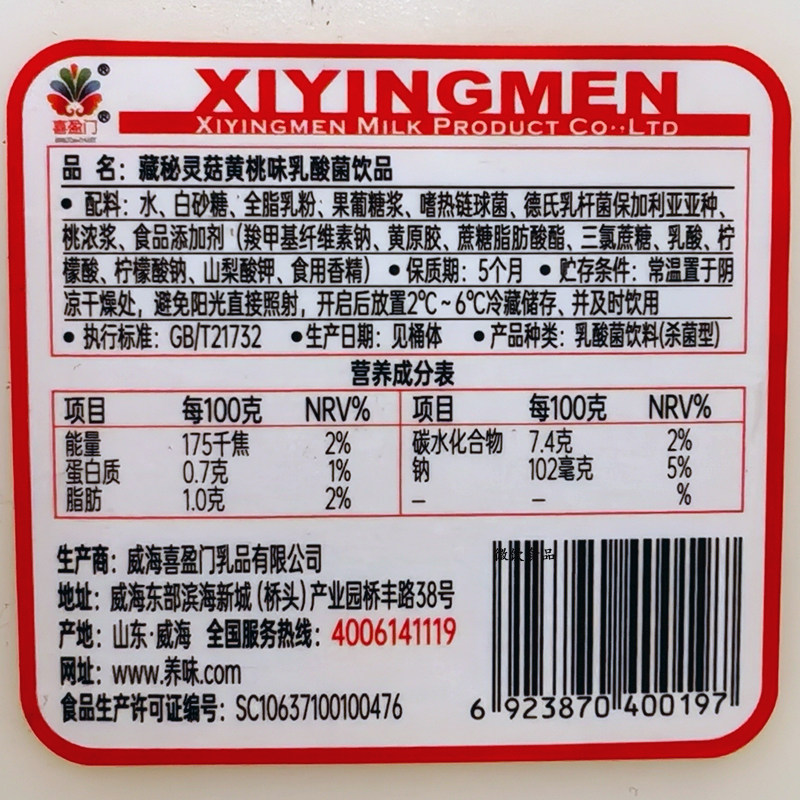 XIYINGMEN
XIYINGMEN MILK PRODUCT CO··,LTD
喜盈门
品 名：藏秘灵菇黄桃味乳酸菌饮品
● 配料：水、白砂糖、全脂乳粉、果葡糖浆、嗜热链球菌、德氏乳杆菌保加利亚亚种、
桃浓浆、食品添加剂（羧甲基纤维素钠、黄原胶、蔗糖脂肪酸酯、三氯蔗糖、乳酸、柠
檬酸、柠檬酸钠、山梨酸钾、食用香精）●保质期：5个月 ●贮存条件：常温置于阴
凉干燥处，避免阳光直接照射，开启后放置2℃~6℃冷藏储存、并及时饮用
● 执行标准：GB/T21732 ●生产日期：见桶体 ●产品种类：乳酸菌饮料(杀菌型)
营养成分表
项目 每100克 NRV% 项目 每100克 NRV%
能量 175千焦 2% 碳水化合物 7.4克 2%
蛋白质 0.7克 1% 钠 102毫克 5%
脂肪 1.0克 2% — — %
生产商：威海喜盈门乳品有限公司
地址：威海东部滨海新城（桥头）产业园桥丰路38号
产地：山东·威海 全国服务热线：4006141119
网址：www.养味.com
食品生产许可证编号：SC10637100100476
6 923870 400197